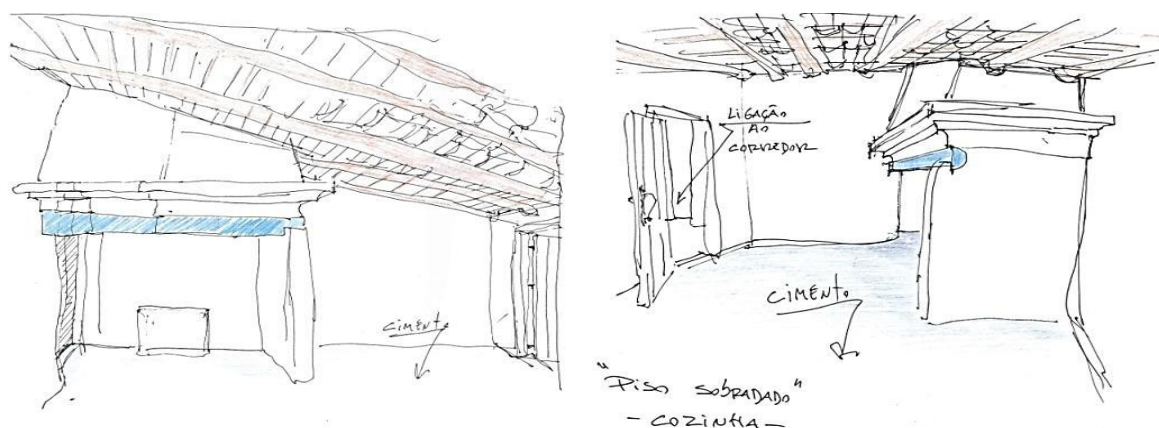 CIMENTO
LIGAÇÃO
AO
CORREDOR
CIMENTO
"PISO SOBRADADO"
- COZINHA -